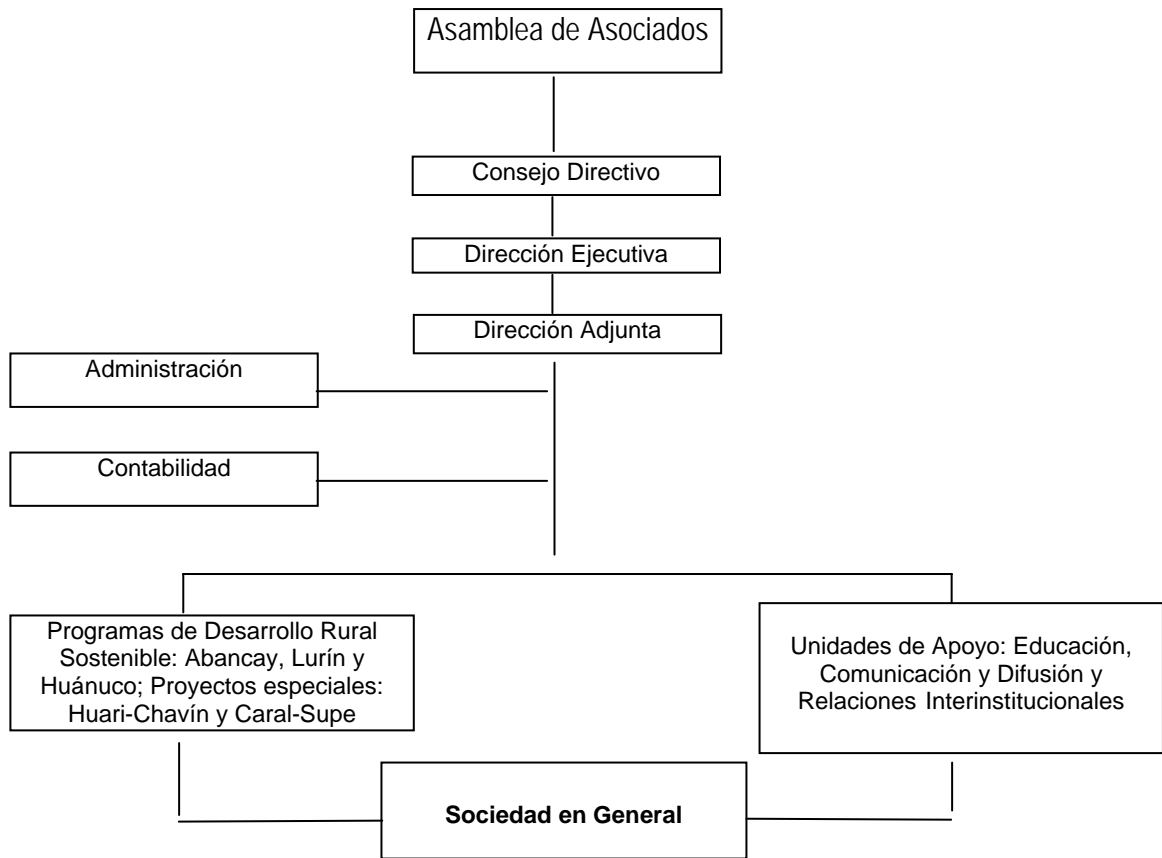 Asamblea de Asociados
Consejo Directivo
Dirección Ejecutiva
Dirección Adjunta
Administración
Contabilidad
Programas de Desarrollo Rural
Sostenible: Abancay, Lurín y
Huánuco; Proyectos especiales:
Huari-Chavín y Caral-Supe
Unidades de Apoyo: Educación,
Comunicación y Difusión y
Relaciones Interinstitucionales
Sociedad en General